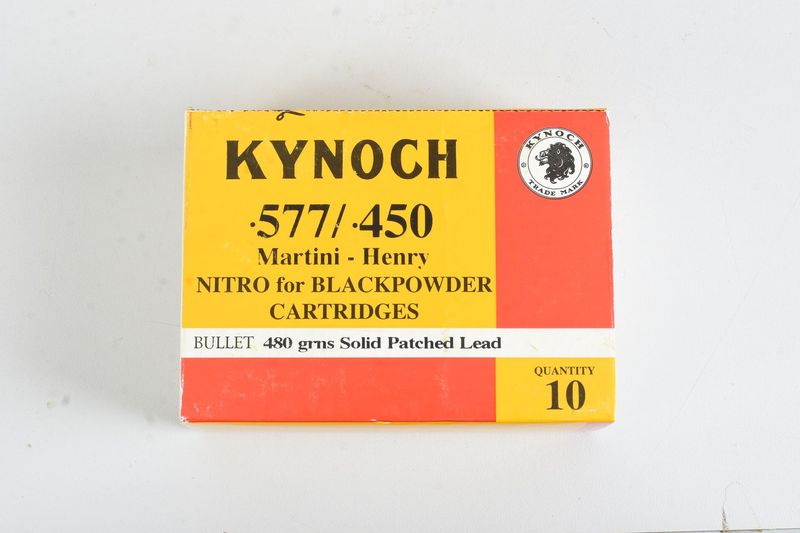 KYNOCH
·577/·450
Martini - Henry
NITRO for BLACKPOWDER
CARTRIDGES
KYNOCH
TRADE MARK
BULLET 480 grns Solid Patched Lead
QUANTITY
10